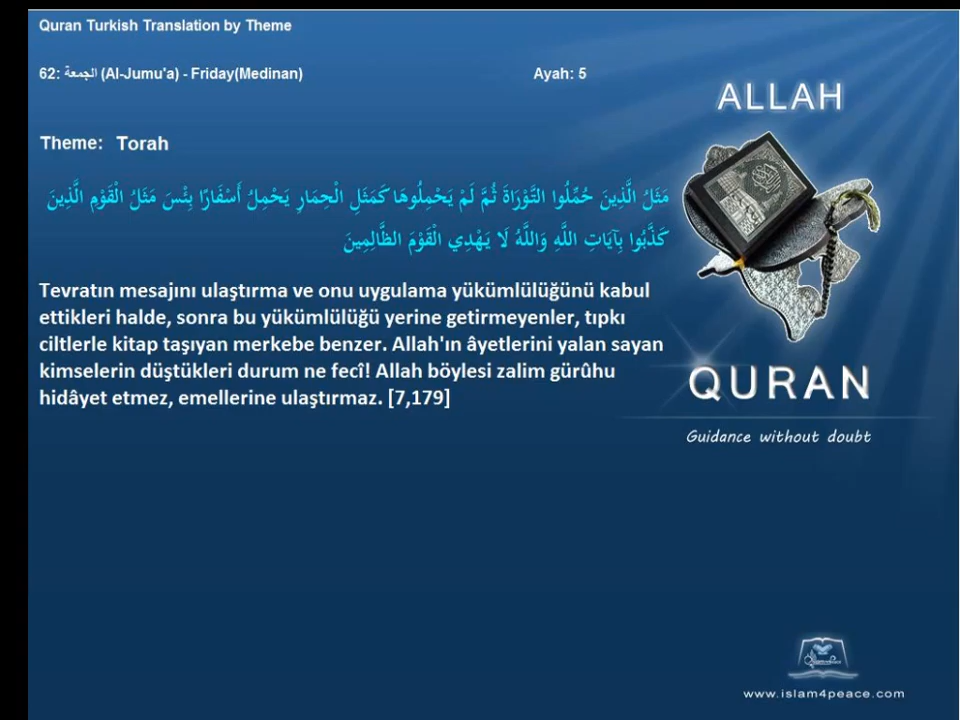 Quran Turkish Translation by Theme
62: الجمعة (Al-Jumu'a) - Friday(Medinan)
Ayah: 5
ALLAH
Theme: Torah
مَثَلُ الَّذِينَ حُمِّلُوا التَّوْرَاةَ ثُمَّ لَمْ يَحْمِلُوهَا كَمَثَلِ الْحِمَارِ يَحْمِلُ أَسْفَارًا بِئْسَ مَثَلُ الْقَوْمِ الَّذِينَ
كَذَّبُوا بِآيَاتِ اللَّهِ وَاللَّهُ لَا يَهْدِي الْقَوْمَ الظَّالِمِينَ
Tevratın mesajını ulaştırma ve onu uygulama yükümlülüğünü kabul
ettikleri halde, sonra bu yükümlülüğü yerine getirmeyenler, tıpkı
ciltlerle kitap taşıyan merkebe benzer. Allah'ın âyetlerini yalan sayan
kimselerin düştükleri durum ne fecî! Allah böylesi zalim gürûhu
hidâyet etmez, emellerine ulaştırmaz. [7,179]
QURAN
Guidance without doubt
www.islam4peace.com